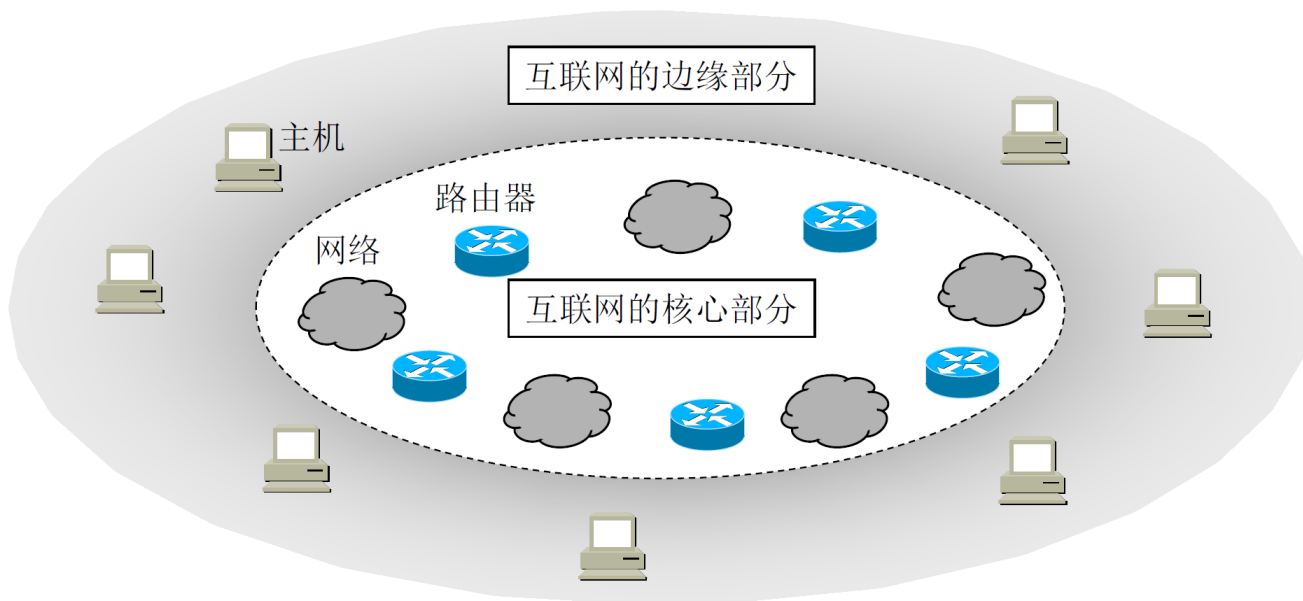 互联网的边缘部分
主机
路由器
网络
互联网的核心部分